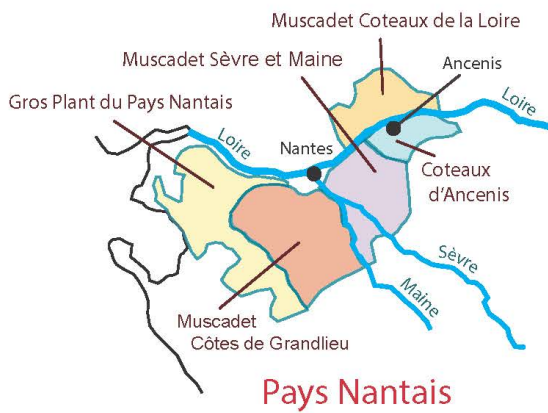 Muscadet Coteaux de la Loire
Muscadet Sèvre et Maine
Ancenis
Gros Plant du Pays Nantais
Loire
Loire
Nantes
Coteaux
d'Ancenis
Sèvre
Maine
Muscadet
Côtes de Grandlieu
Pays Nantais